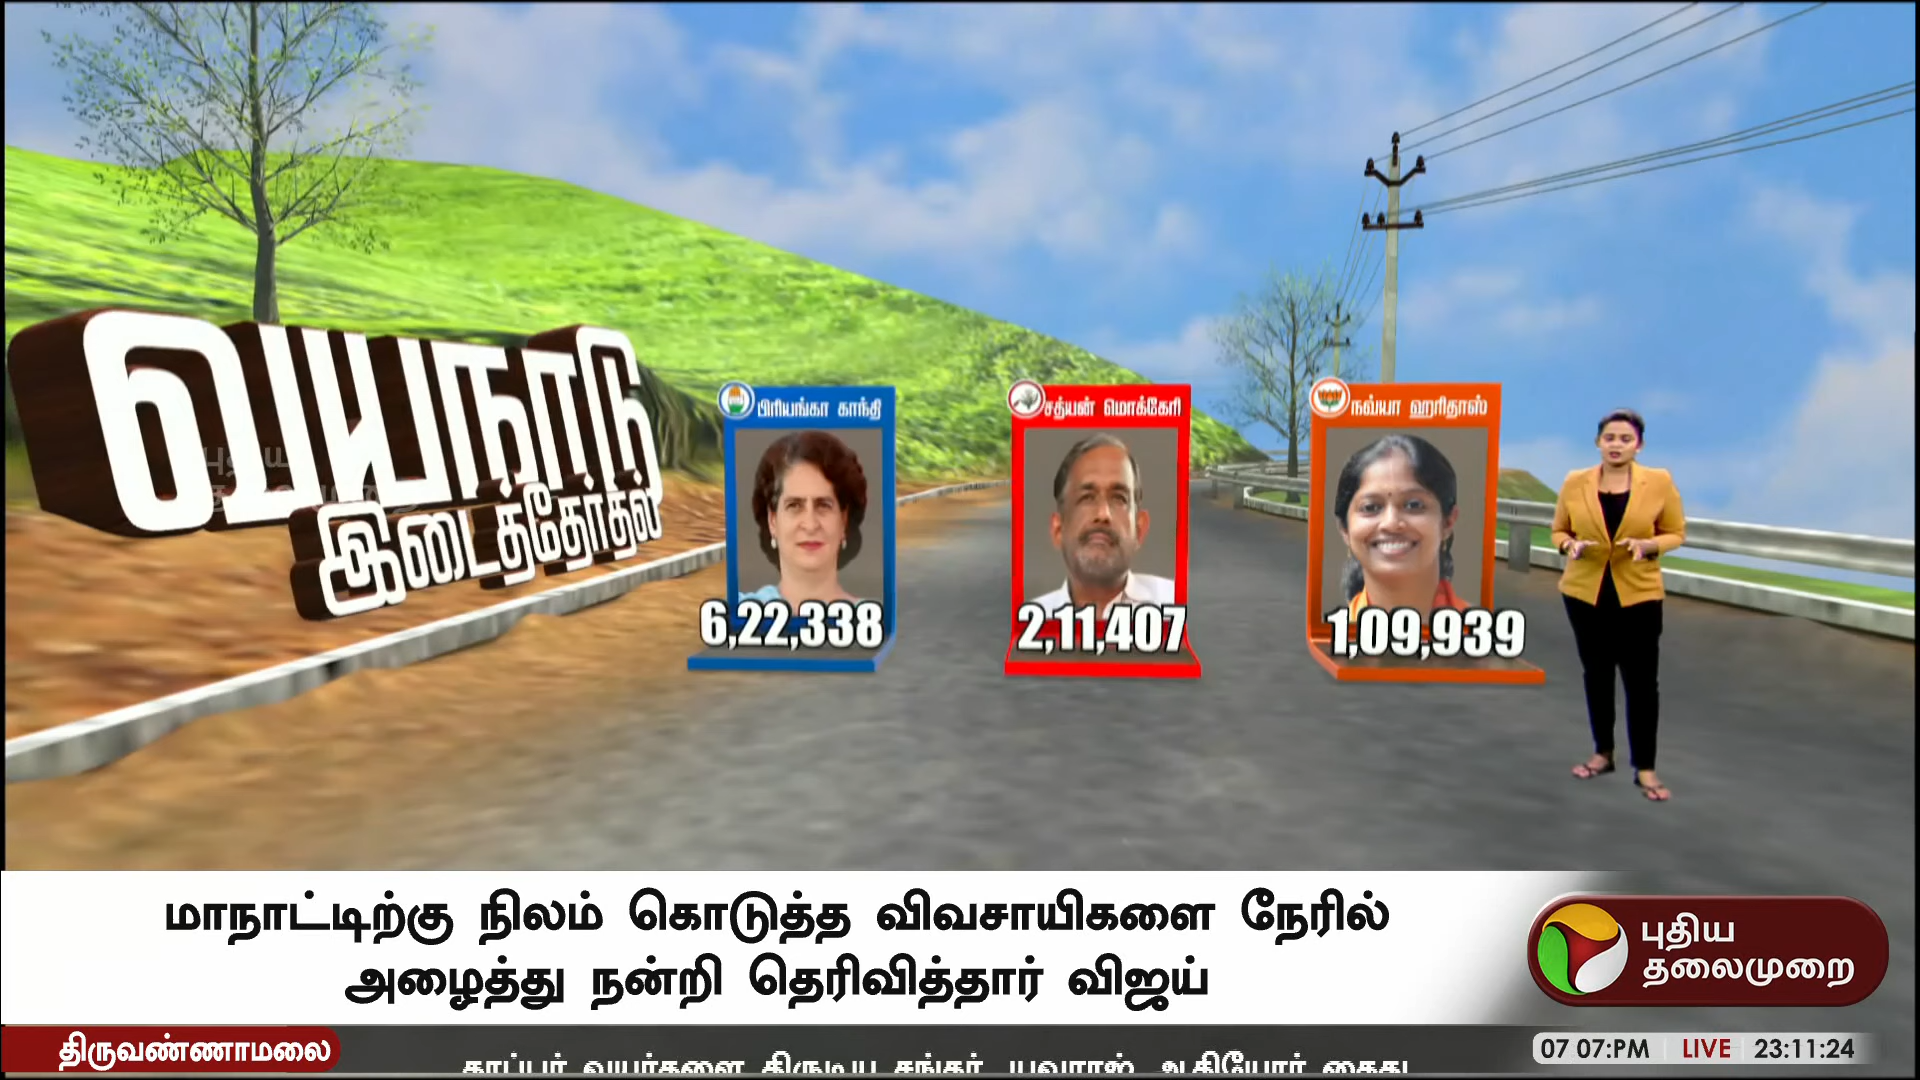 வயநாடு
இடைத்தேர்தல்
பிரியங்கா காந்தி
6,22,338
சத்யன் மொக்கேரி
2,11,407
நவ்யா ஹரிதாஸ்
1,09,939
மாநாட்டிற்கு நிலம் கொடுத்த விவசாயிகளை நேரில்
அழைத்து நன்றி தெரிவித்தார் விஜய்
புதிய
தலைமுறை
திருவண்ணாமலை
07 07:PM LIVE 23:11:24